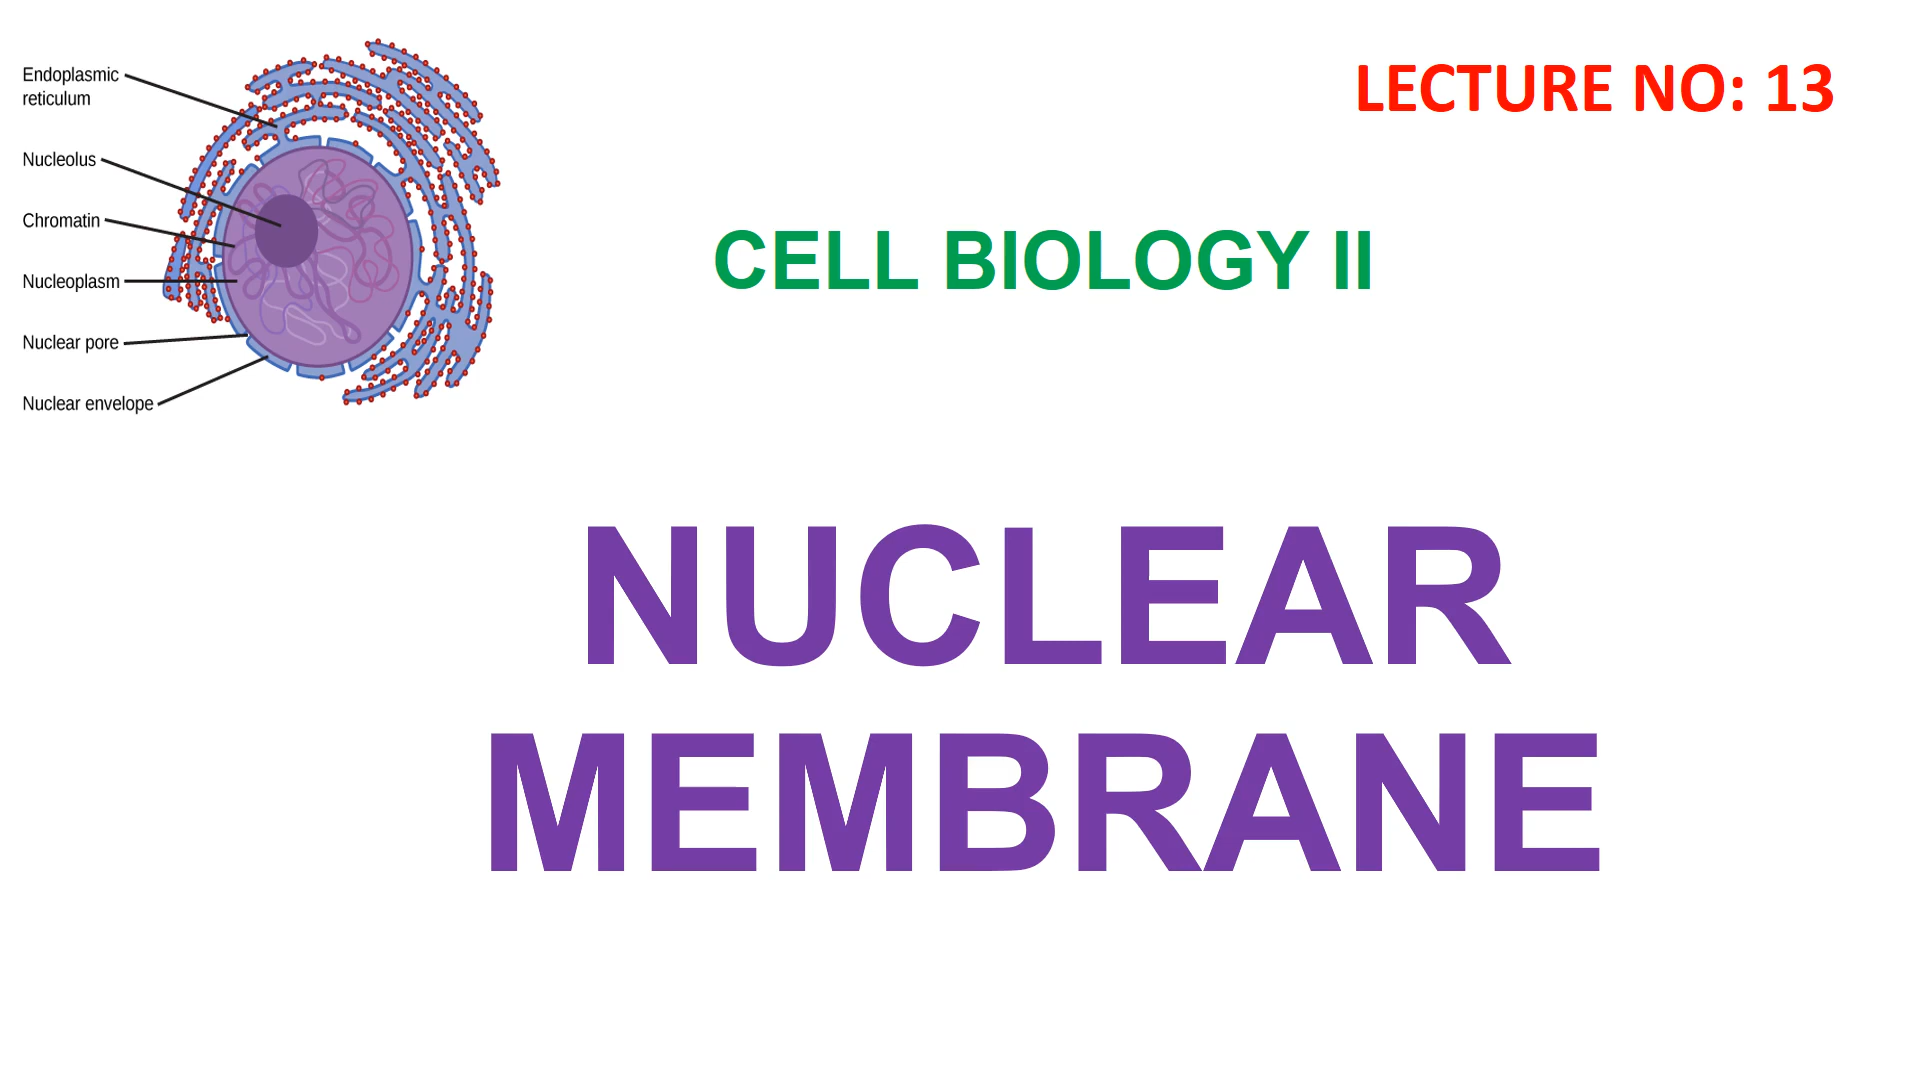 Endoplasmic
reticulum
Nucleolus
Chromatin
Nucleoplasm
Nuclear pore
Nuclear envelope
LECTURE NO: 13
CELL BIOLOGY II
NUCLEAR
MEMBRANE